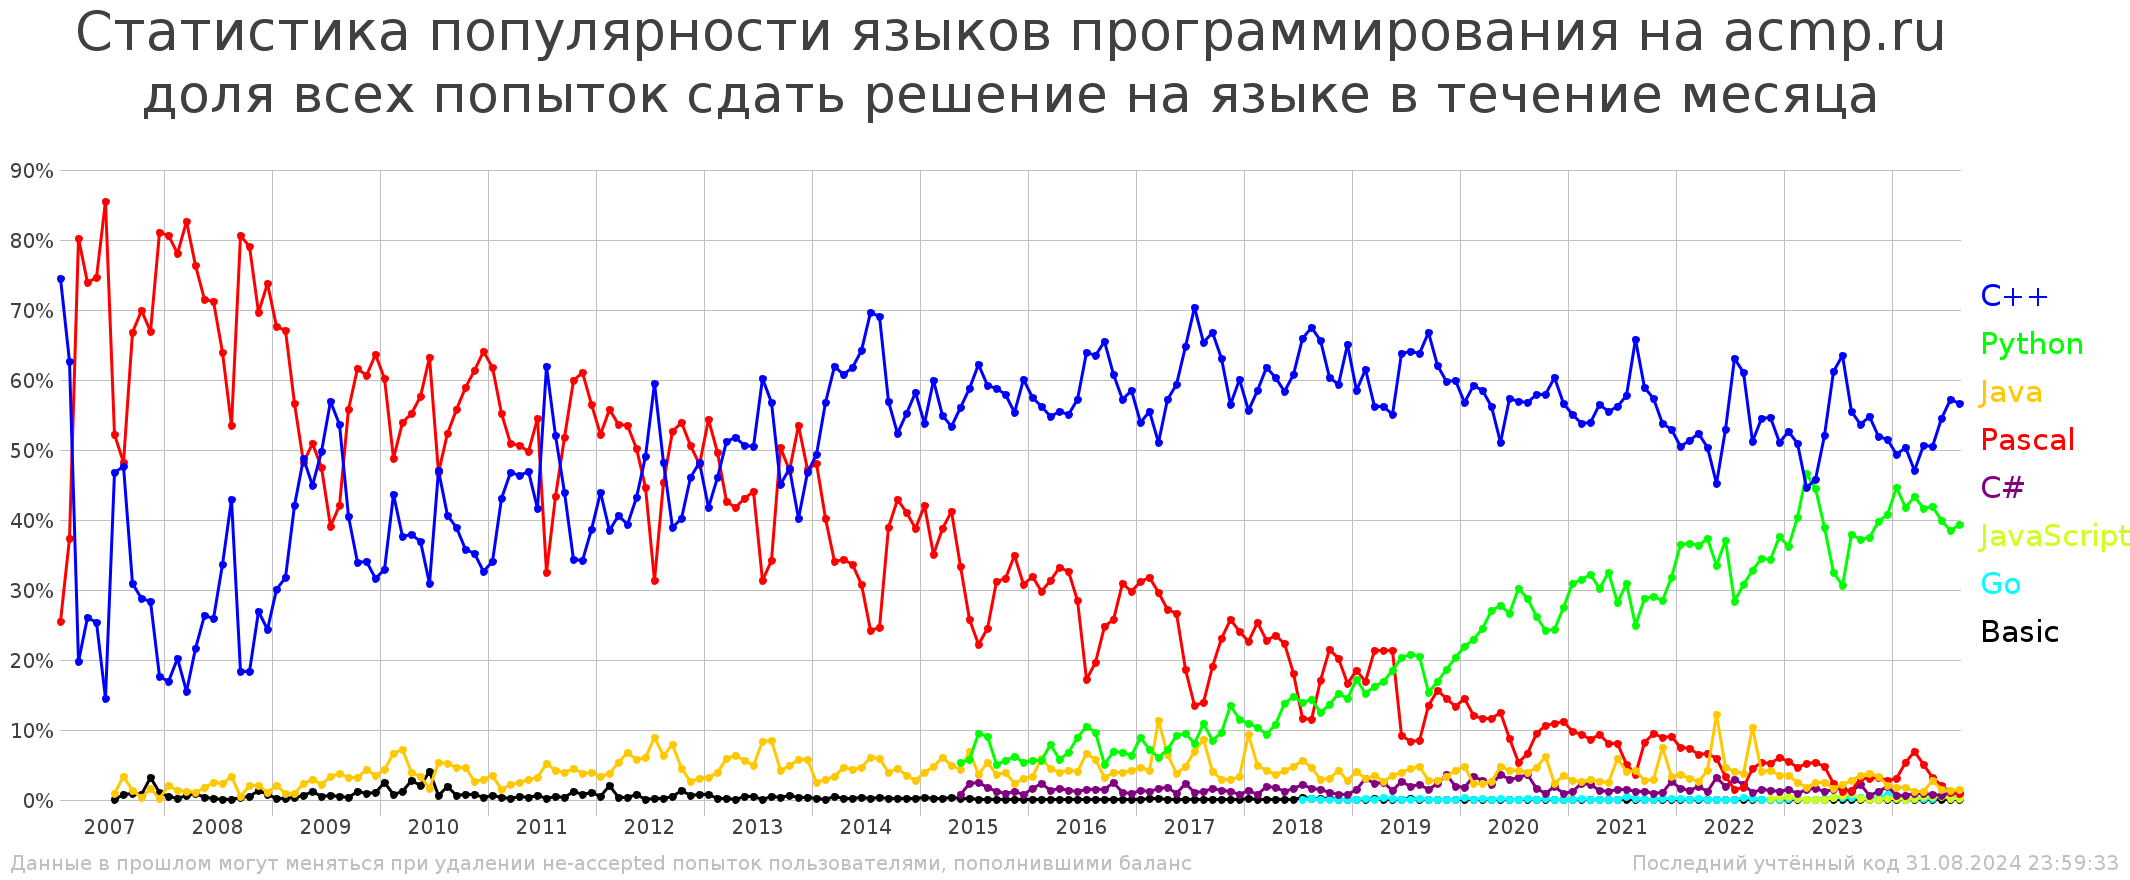 Статистика популярности языков программирования на acmp.ru
доля всех попыток сдать решение на языке в течение месяца
90%
80%
70%
60%
50%
40%
30%
20%
10%
0%
2007 2008 2009 2010 2011 2012 2013 2014 2015 2016 2017 2018 2019 2020 2021 2022 2023
C++
Python
Java
Pascal
C#
JavaScript
Go
Basic
Данные в прошлом могут меняться при удалении не-accepted попыток пользователями, пополнившими баланс
Последний учтённый код 31.08.2024 23:59:33